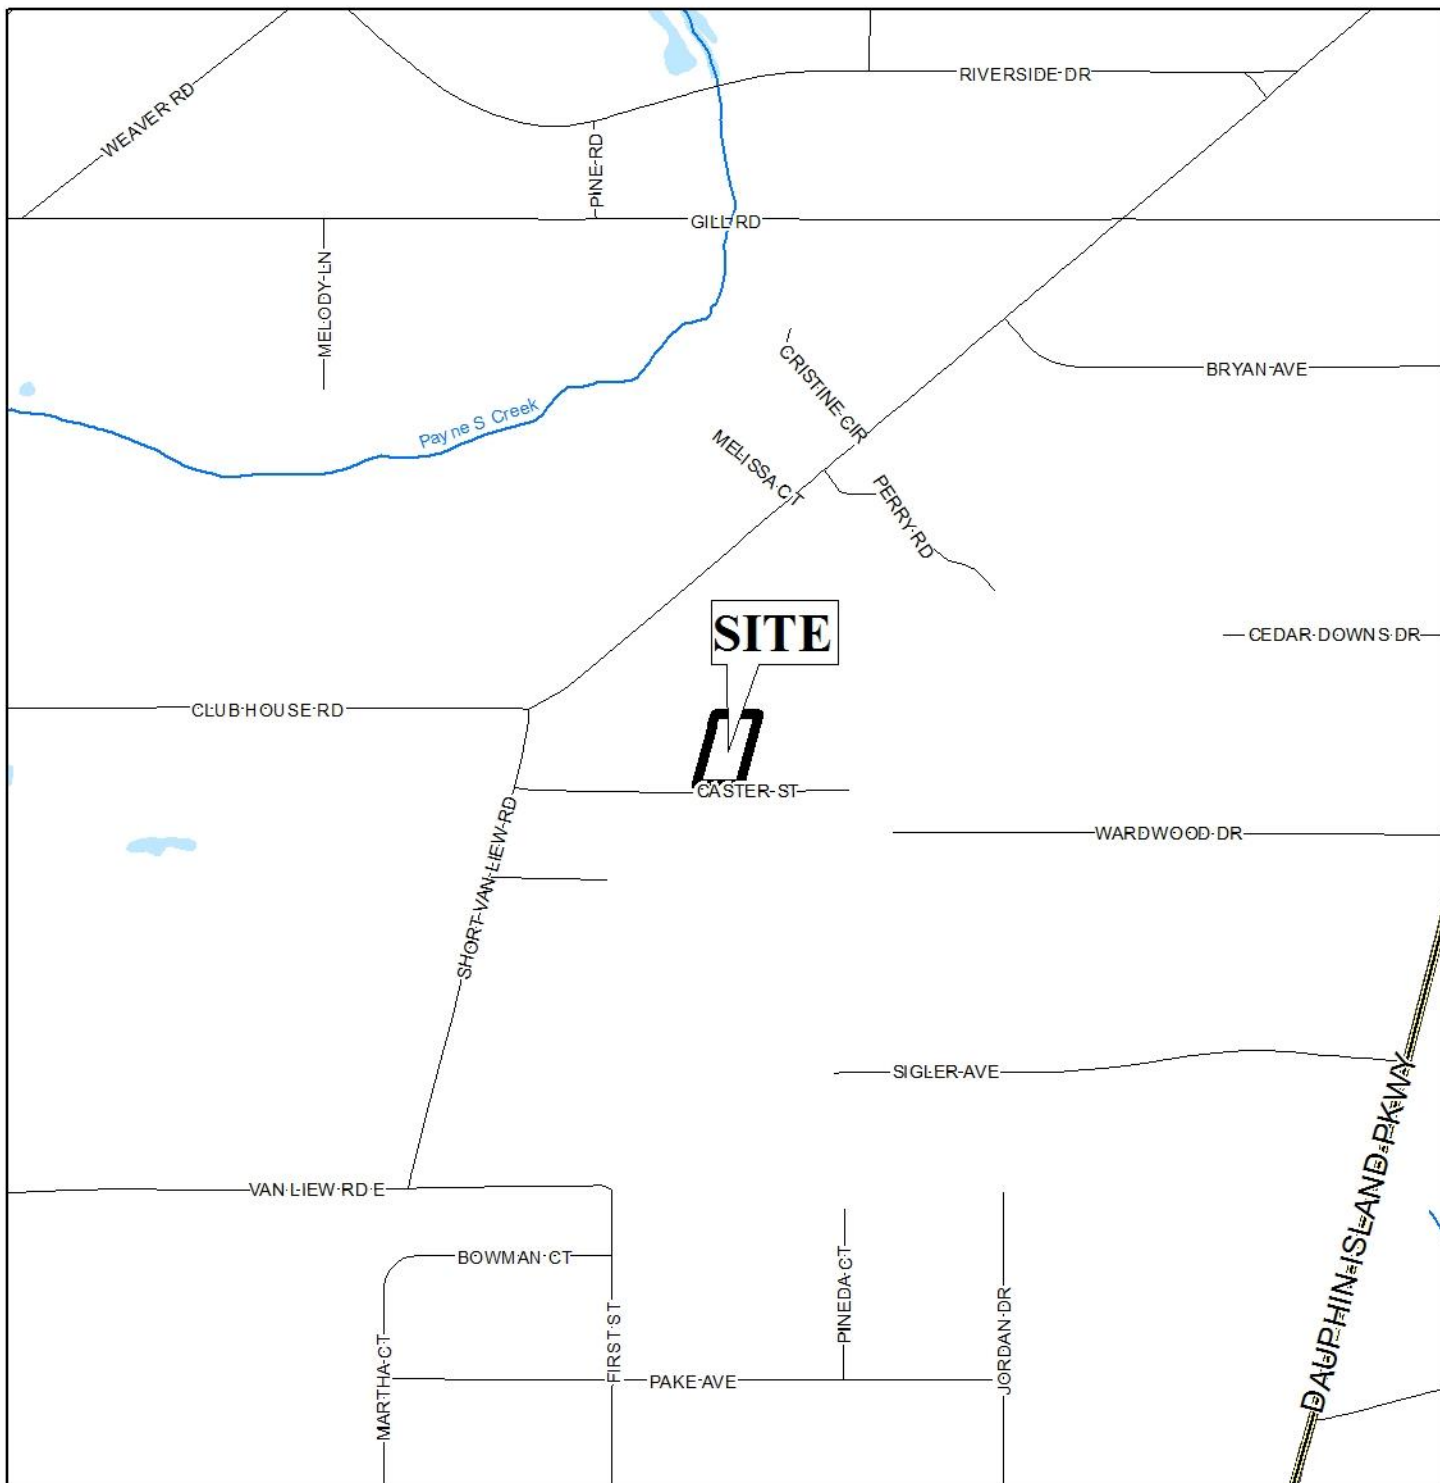 RIVERSIDE DR
WEAVER RD
PINE RD
GILL RD
MELODY LN
CRISTINE CIR
BRYAN AVE
Payne S Creek
MELISSA CT
PERRY RD
SITE
CEDAR DOWNS DR
CLUB HOUSE RD
CASTER ST
WARDWOOD DR
SHORT VAN LIEW RD
SIGLER AVE
DAUPHIN ISLAND PKWY
VAN LIEW RD E
BOWMAN CT
PINEDA CT
FIRST ST
JORDAN DR
MARTHA CT
PAKE AVE